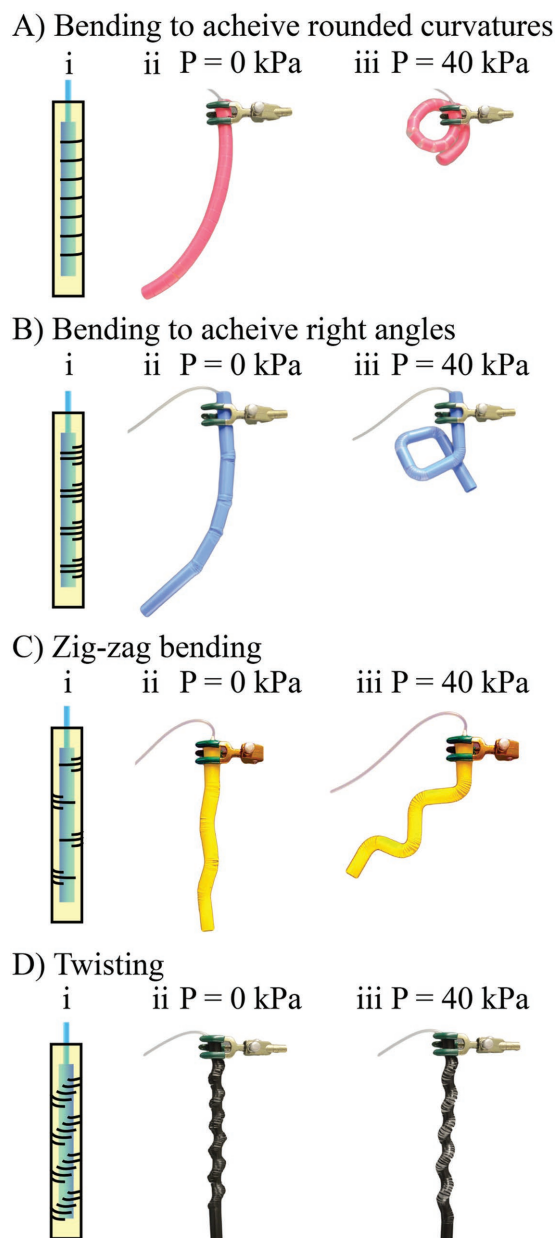 A) Bending to acheive rounded curvatures
i ii P = 0 kPa iii P = 40 kPa
B) Bending to acheive right angles
i ii P = 0 kPa iii P = 40 kPa
C) Zig-zag bending
i ii P = 0 kPa iii P = 40 kPa
D) Twisting
i ii P = 0 kPa iii P = 40 kPa